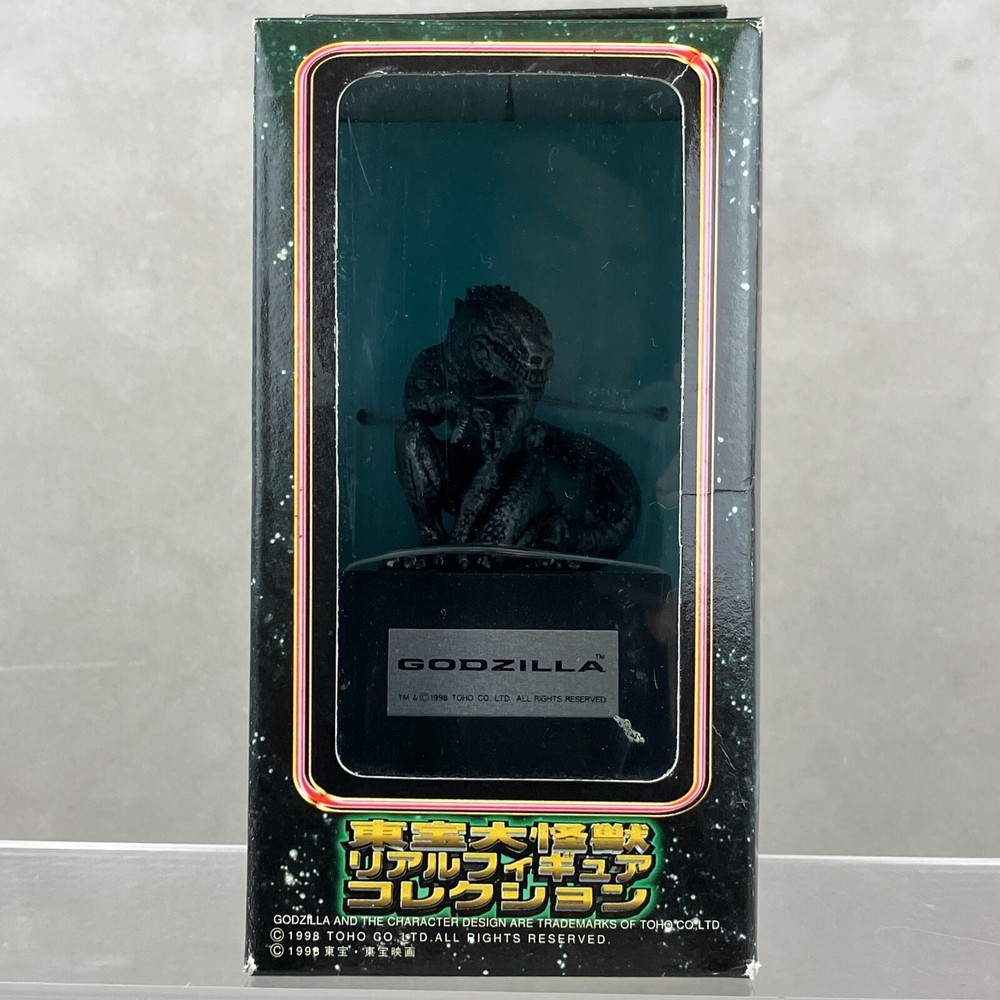 GODZILLA™
TM & ©1998 TOHO CO., LTD. ALL RIGHTS RESERVED
東宝大怪獣
リアルフィギュア
コレクション
GODZILLA AND THE CHARACTER DESIGN ARE TRADEMARKS OF TOHO CO.,LTD.
©1998 TOHO CO.,LTD.ALL RIGHTS RESERVED.
©1998 東宝・東宝映画